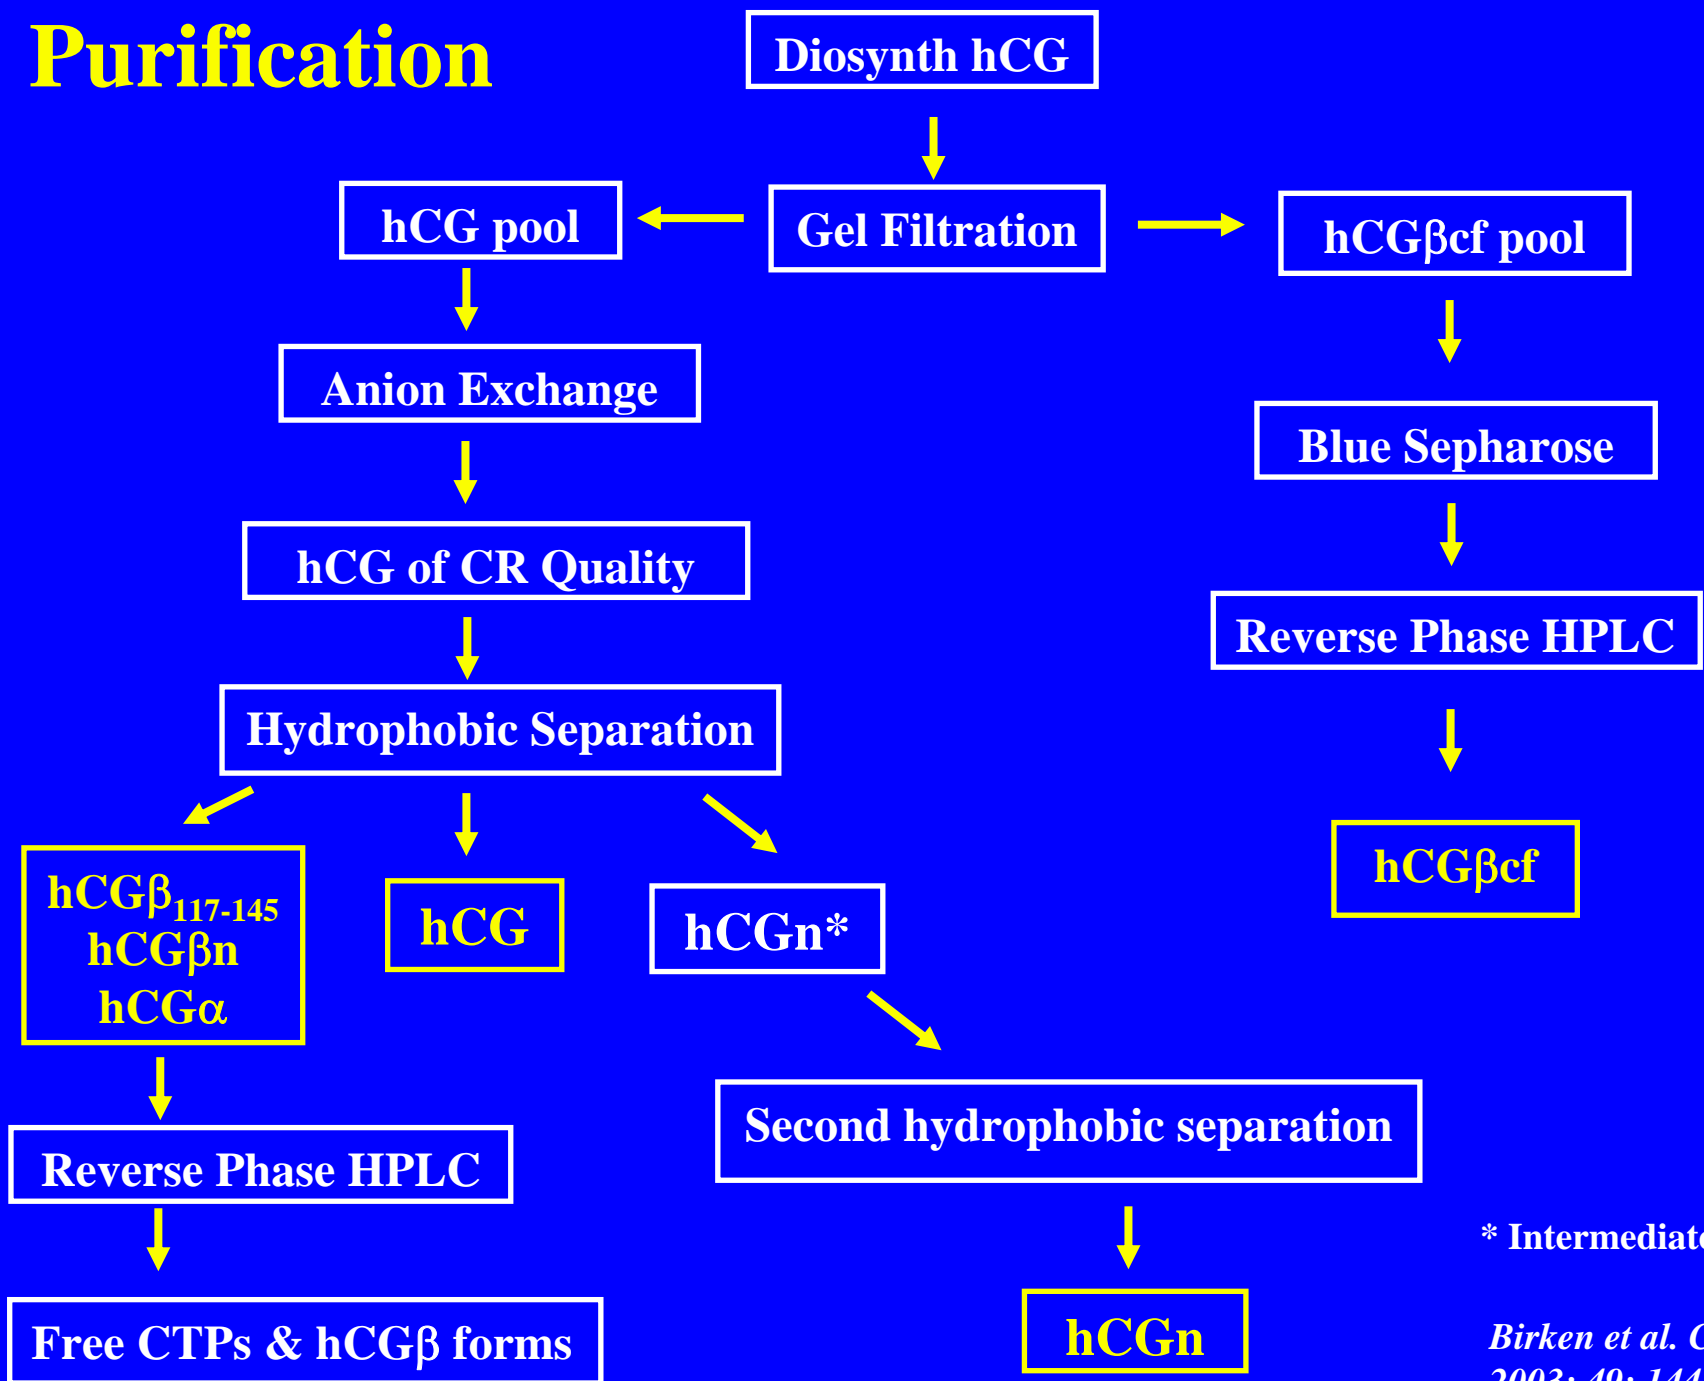 Purification
Diosynth hCG
hCG pool
Gel Filtration
hCGβcf pool
Anion Exchange
Blue Sepharose
hCG of CR Quality
Reverse Phase HPLC
Hydrophobic Separation
hCGβ117-145
hCGβn
hCGα
hCG
hCGn*
hCGβcf
Reverse Phase HPLC
Second hydrophobic separation
* Intermediate
Free CTPs & hCGβ forms
hCGn
Birken et al.
2003; 49: